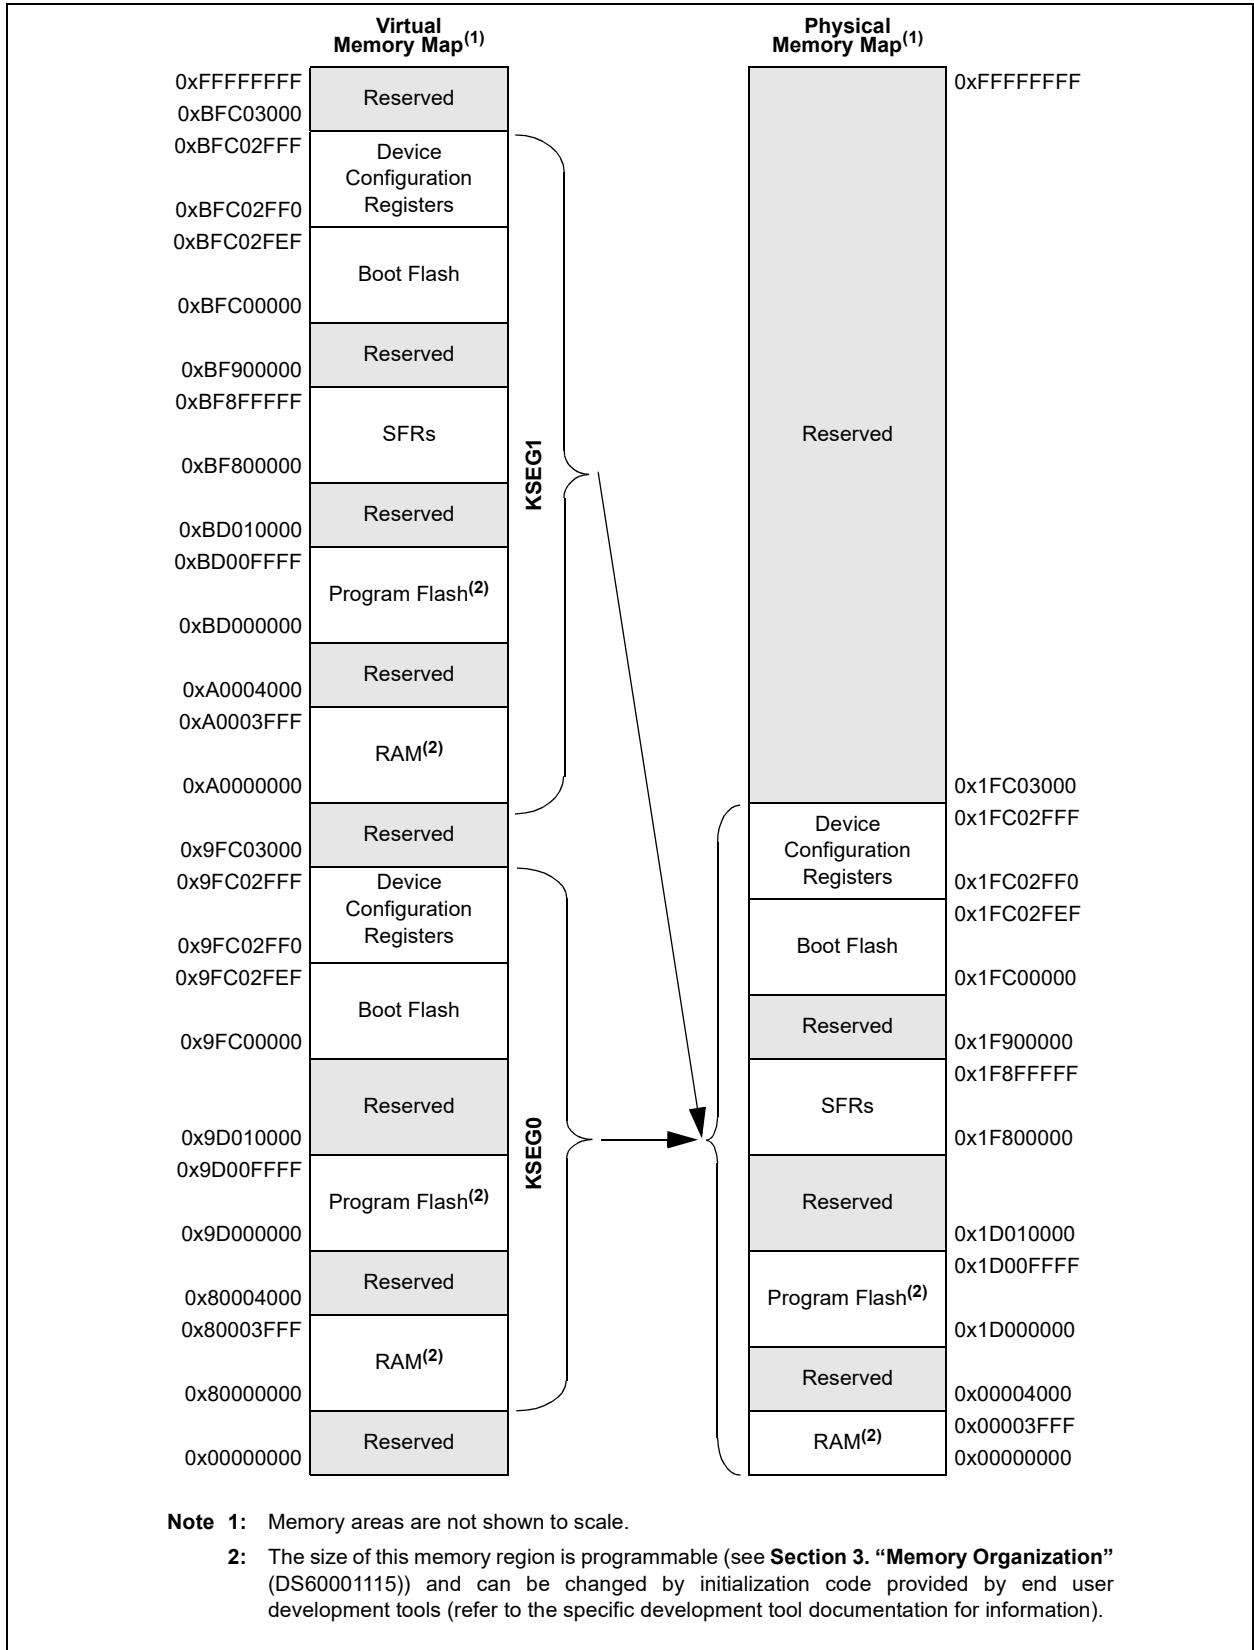 Virtual
Memory Map(1)
0xFFFFFFFF
Reserved
0xBFC03000
0xBFC02FFF
Device
Configuration
Registers
0xBFC02FF0
0xBFC02FEF
Boot Flash
0xBFC00000
Reserved
0xBF900000
0xBF8FFFFF
SFRs
0xBF800000
Reserved
0xBD010000
0xBD00FFFF
Program Flash(2)
0xBD000000
Reserved
0xA0004000
0xA0003FFF
RAM(2)
0xA0000000
Reserved
0x9FC03000
0x9FC02FFF
Device
Configuration
Registers
0x9FC02FF0
0x9FC02FEF
Boot Flash
0x9FC00000
Reserved
0x9D010000
0x9D00FFFF
Program Flash(2)
0x9D000000
Reserved
0x80004000
0x80003FFF
RAM(2)
0x80000000
Reserved
0x00000000
KSEG1
KSEG0
Physical
Memory Map(1)
0xFFFFFFFF
Reserved
0x1FC03000
0x1FC02FFF
Device
Configuration
Registers
0x1FC02FF0
0x1FC02FEF
Boot Flash
0x1FC00000
Reserved
0x1F900000
0x1F8FFFFF
SFRs
0x1F800000
Reserved
0x1D010000
0x1D00FFFF
Program Flash(2)
0x1D000000
Reserved
0x00004000
0x00003FFF
RAM(2)
0x00000000
Note 1: Memory areas are not shown to scale.
2: The size of this memory region is programmable (see Section 3. “Memory Organization”
(DS60001115)) and can be changed by initialization code provided by end user
development tools (refer to the specific development tool documentation for information).